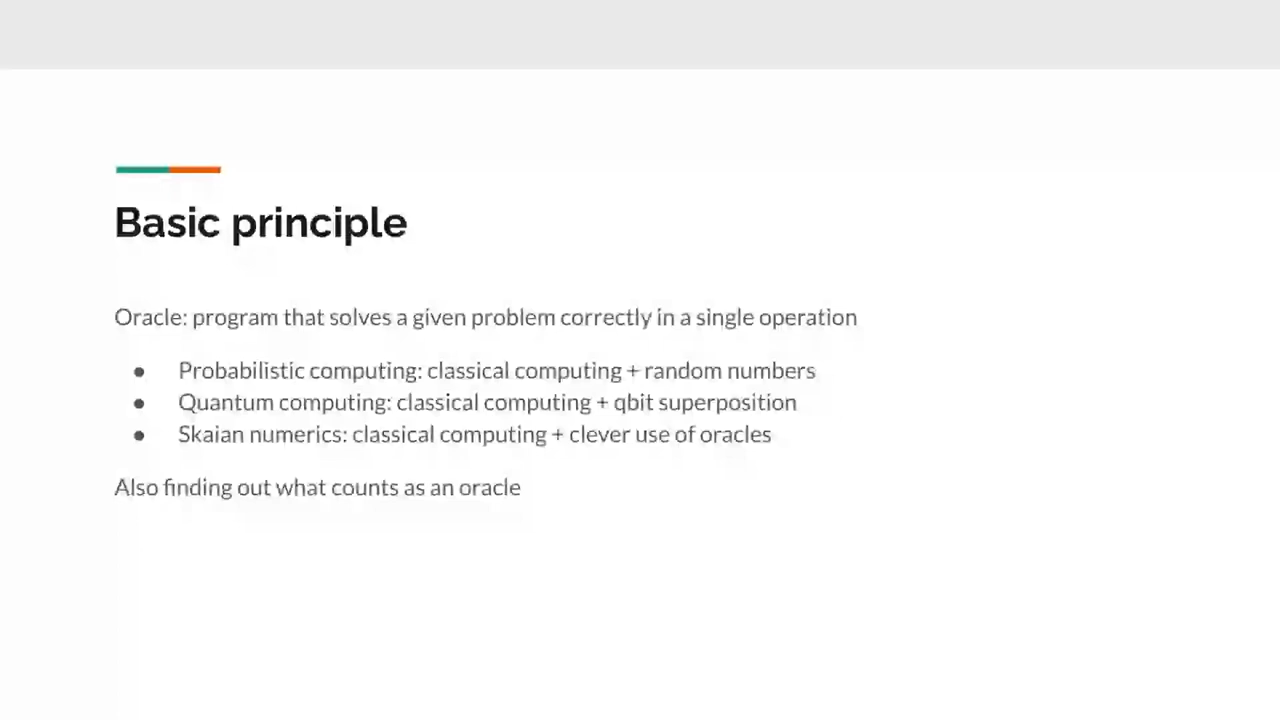 Basic principle
Oracle: program that solves a given problem correctly in a single operation
● Probabilistic computing: classical computing + random numbers
● Quantum computing: classical computing + qbit superposition
● Skaian numerics: classical computing + clever use of oracles
Also finding out what counts as an oracle